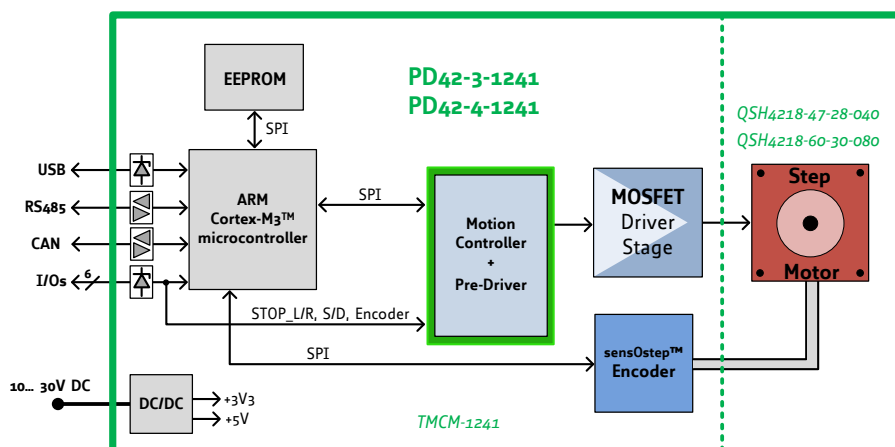 EEPROM
PD42-3-1241
PD42-4-1241
QSH4218-47-28-040
QSH4218-60-30-080
SPI
USB
RS485
CAN
I/Os
6
ARM
Cortex-M3™
microcontroller
SPI
Motion
Controller
+
Pre-Driver
MOSFET
Driver
Stage
Step
Motor
STOP_L/R, S/D, Encoder
SPI
sensOstep™
Encoder
10... 30V DC
DC/DC
+3V3
+5V
TMCM-1241